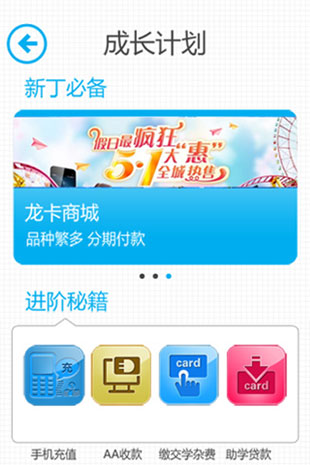 成长计划
新丁必备
假日最疯狂
5·1大“惠”
全城热售
龙卡商城
品种繁多 分期付款
进阶秘籍
充
card
card
手机充值 AA收款 缴交学杂费 助学贷款